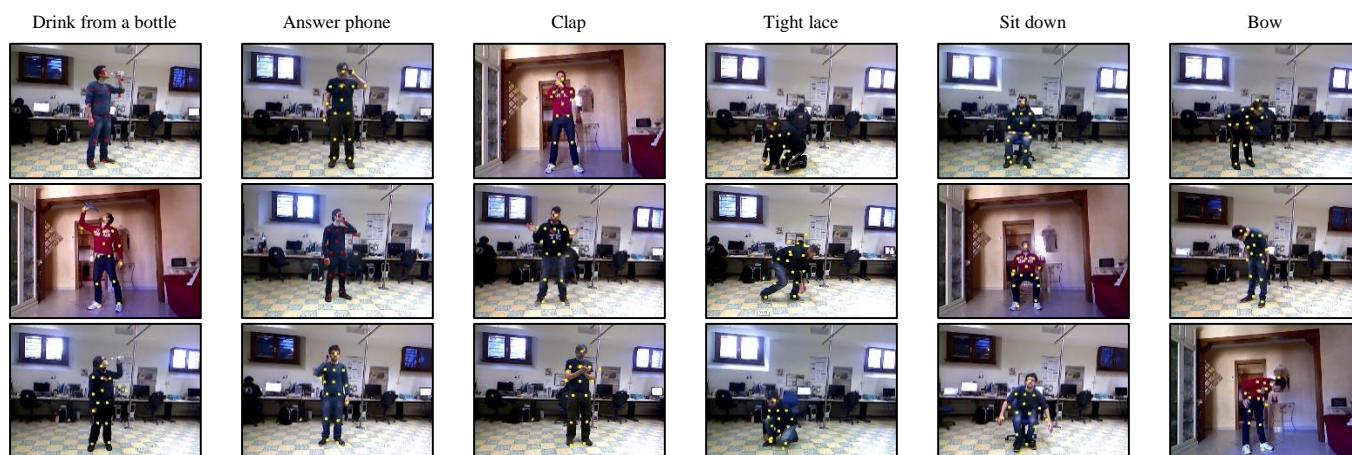 Drink from a bottle
Answer phone
Clap
Tight lace
Sit down
Bow